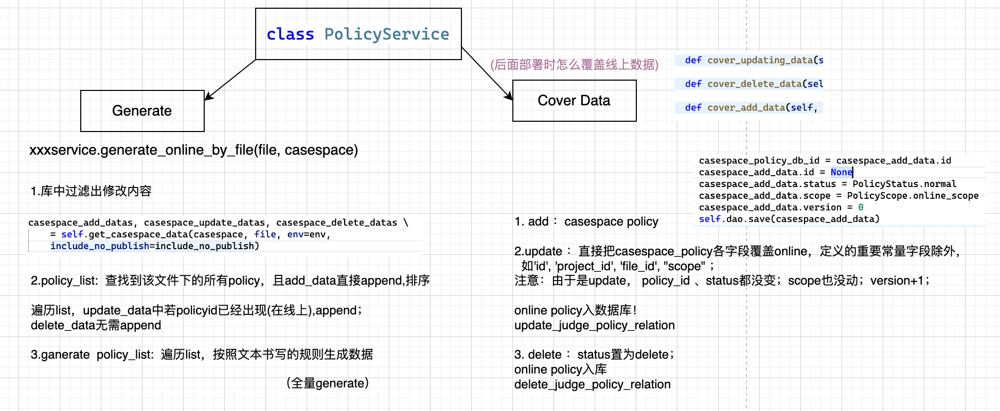 class PolicyService
(后面部署时怎么覆盖线上数据)
def cover_updating_data(s
def cover_delete_data(sel
def cover_add_data(self,
Generate
Cover Data
xxxservice.generate_online_by_file(file, casespace)
1.库中过滤出修改内容
casespace_add_datas, casespace_update_datas, casespace_delete_datas \
= self.get_casespace_data(casespace, file, env=env,
include_no_publish=include_no_publish)
2.policy_list: 查找到该文件下的所有policy，且add_data直接append,排序
遍历list，update_data中若policyid已经出现(在线上),append；
delete_data无需append
3.ganerate policy_list: 遍历list，按照文本书写的规则生成数据
（全量generate）
casespace_policy_db_id = casespace_add_data.id
casespace_add_data.id = None
casespace_add_data.status = PolicyStatus.normal
casespace_add_data.scope = PolicyScope.online_scope
casespace_add_data.version = 0
self.dao.save(casespace_add_data)
1. add： casespace policy
2.update： 直接把casespace_policy各字段覆盖online，定义的重要常量字段除外，
如'id', 'project_id', 'file_id', "scope"；
注意：由于是update， policy_id 、status都没变；scope也没动；version+1；
online policy入数据库！
update_judge_policy_relation
3. delete： status置为delete；
online policy入库
delete_judge_policy_relation